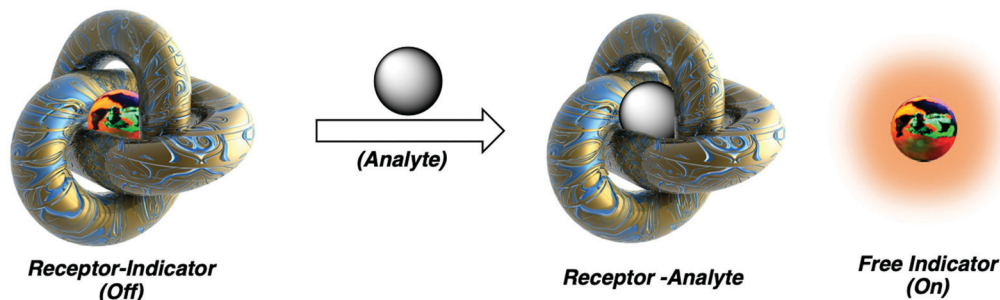 (Analyte)
Receptor-Indicator
(Off)
Receptor -Analyte
Free Indicator
(On)